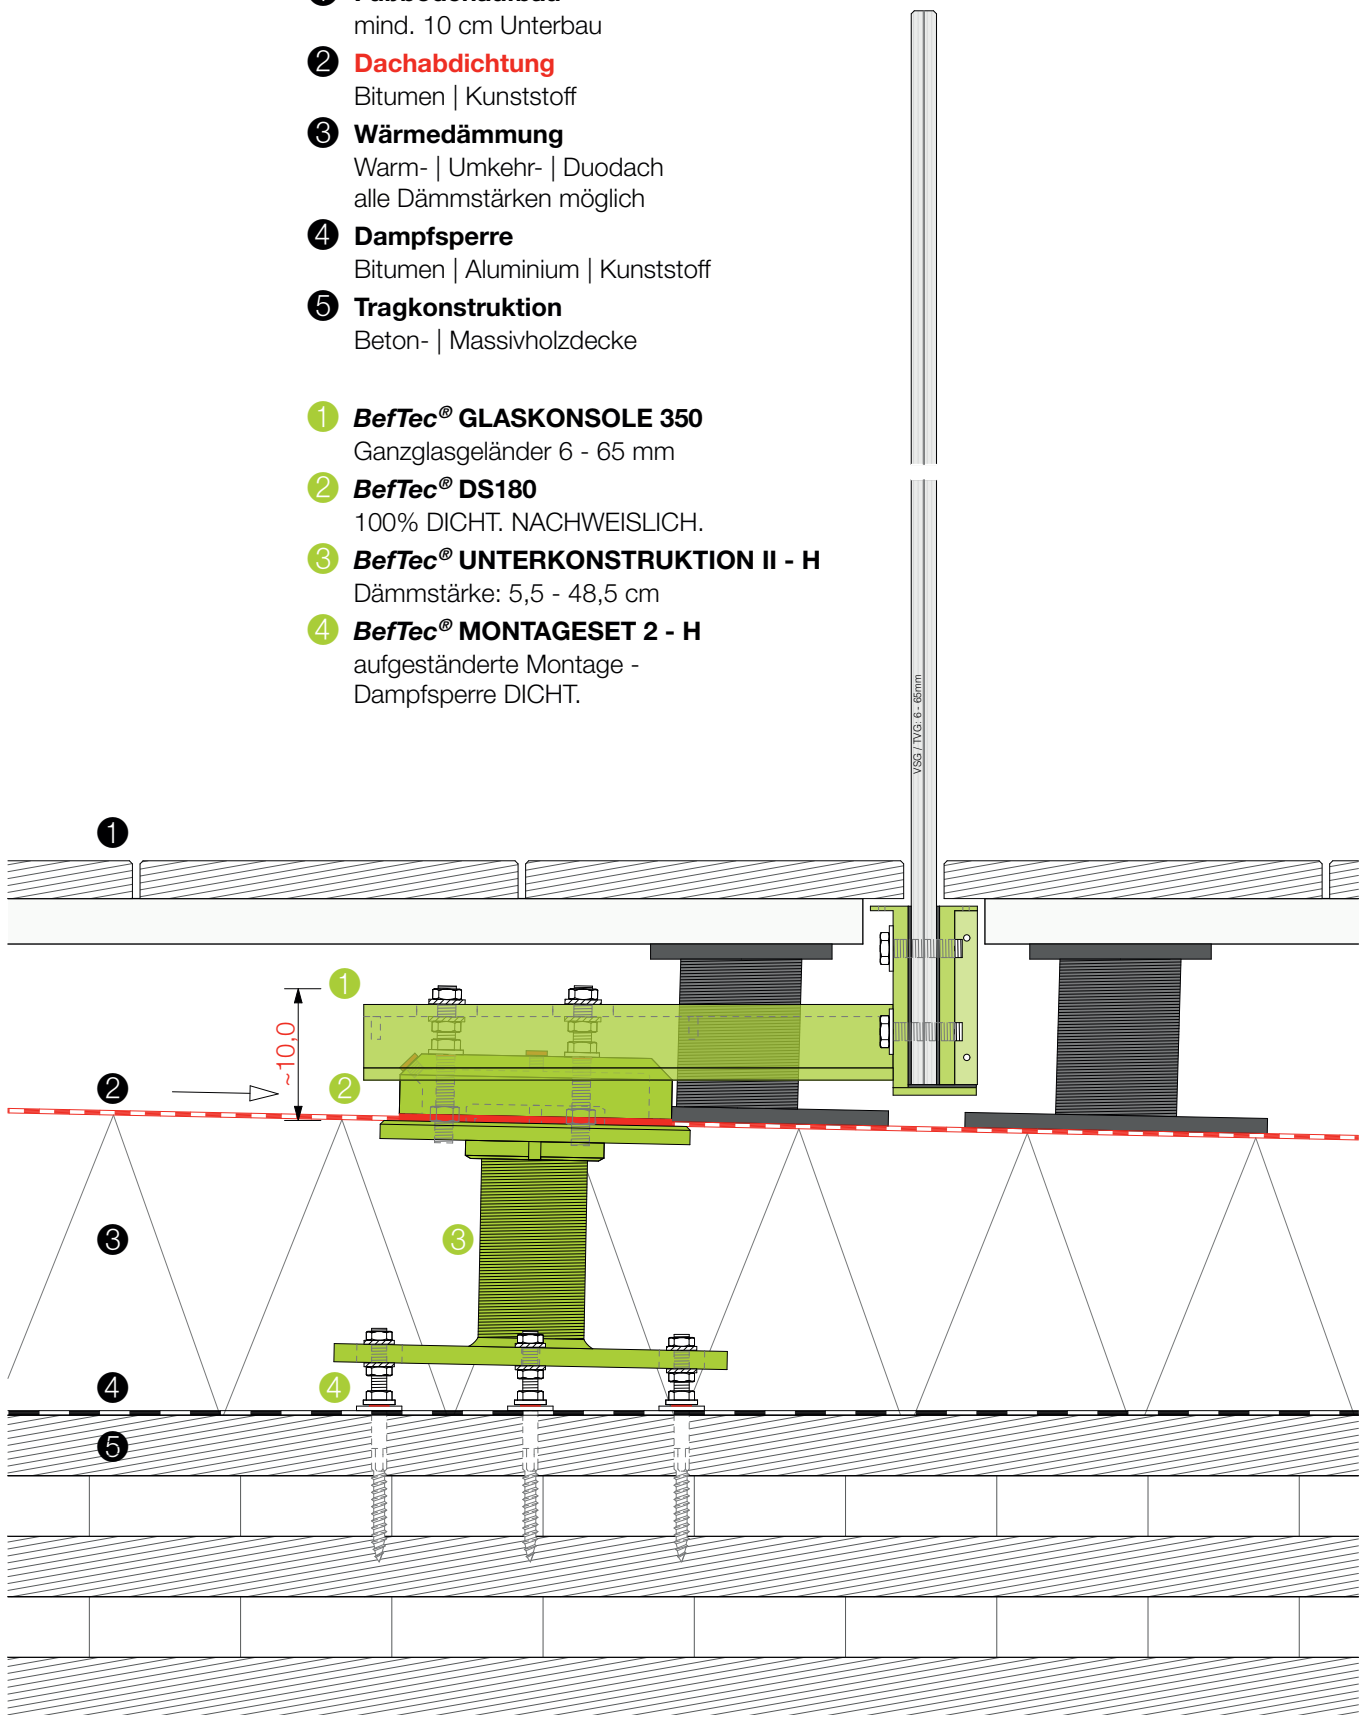 mind. 10 cm Unterbau
2 Dachabdichtung
Bitumen | Kunststoff
3 Wärmedämmung
Warm- | Umkehr- | Duodach
alle Dämmstärken möglich
4 Dampfsperre
Bitumen | Aluminium | Kunststoff
5 Tragkonstruktion
Beton- | Massivholzdecke
1 BefTec® GLASKONSOLE 350
Ganzglasgeländer 6 - 65 mm
2 BefTec® DS180
100% DICHT. NACHWEISLICH.
3 BefTec® UNTERKONSTRUKTION II - H
Dämmstärke: 5,5 - 48,5 cm
4 BefTec® MONTAGESET 2 - H
aufgeständerte Montage -
Dampfsperre DICHT.
VSG / TVG: 6 - 65mm
1
1
~10,0
2
2
3
3
4
4
5